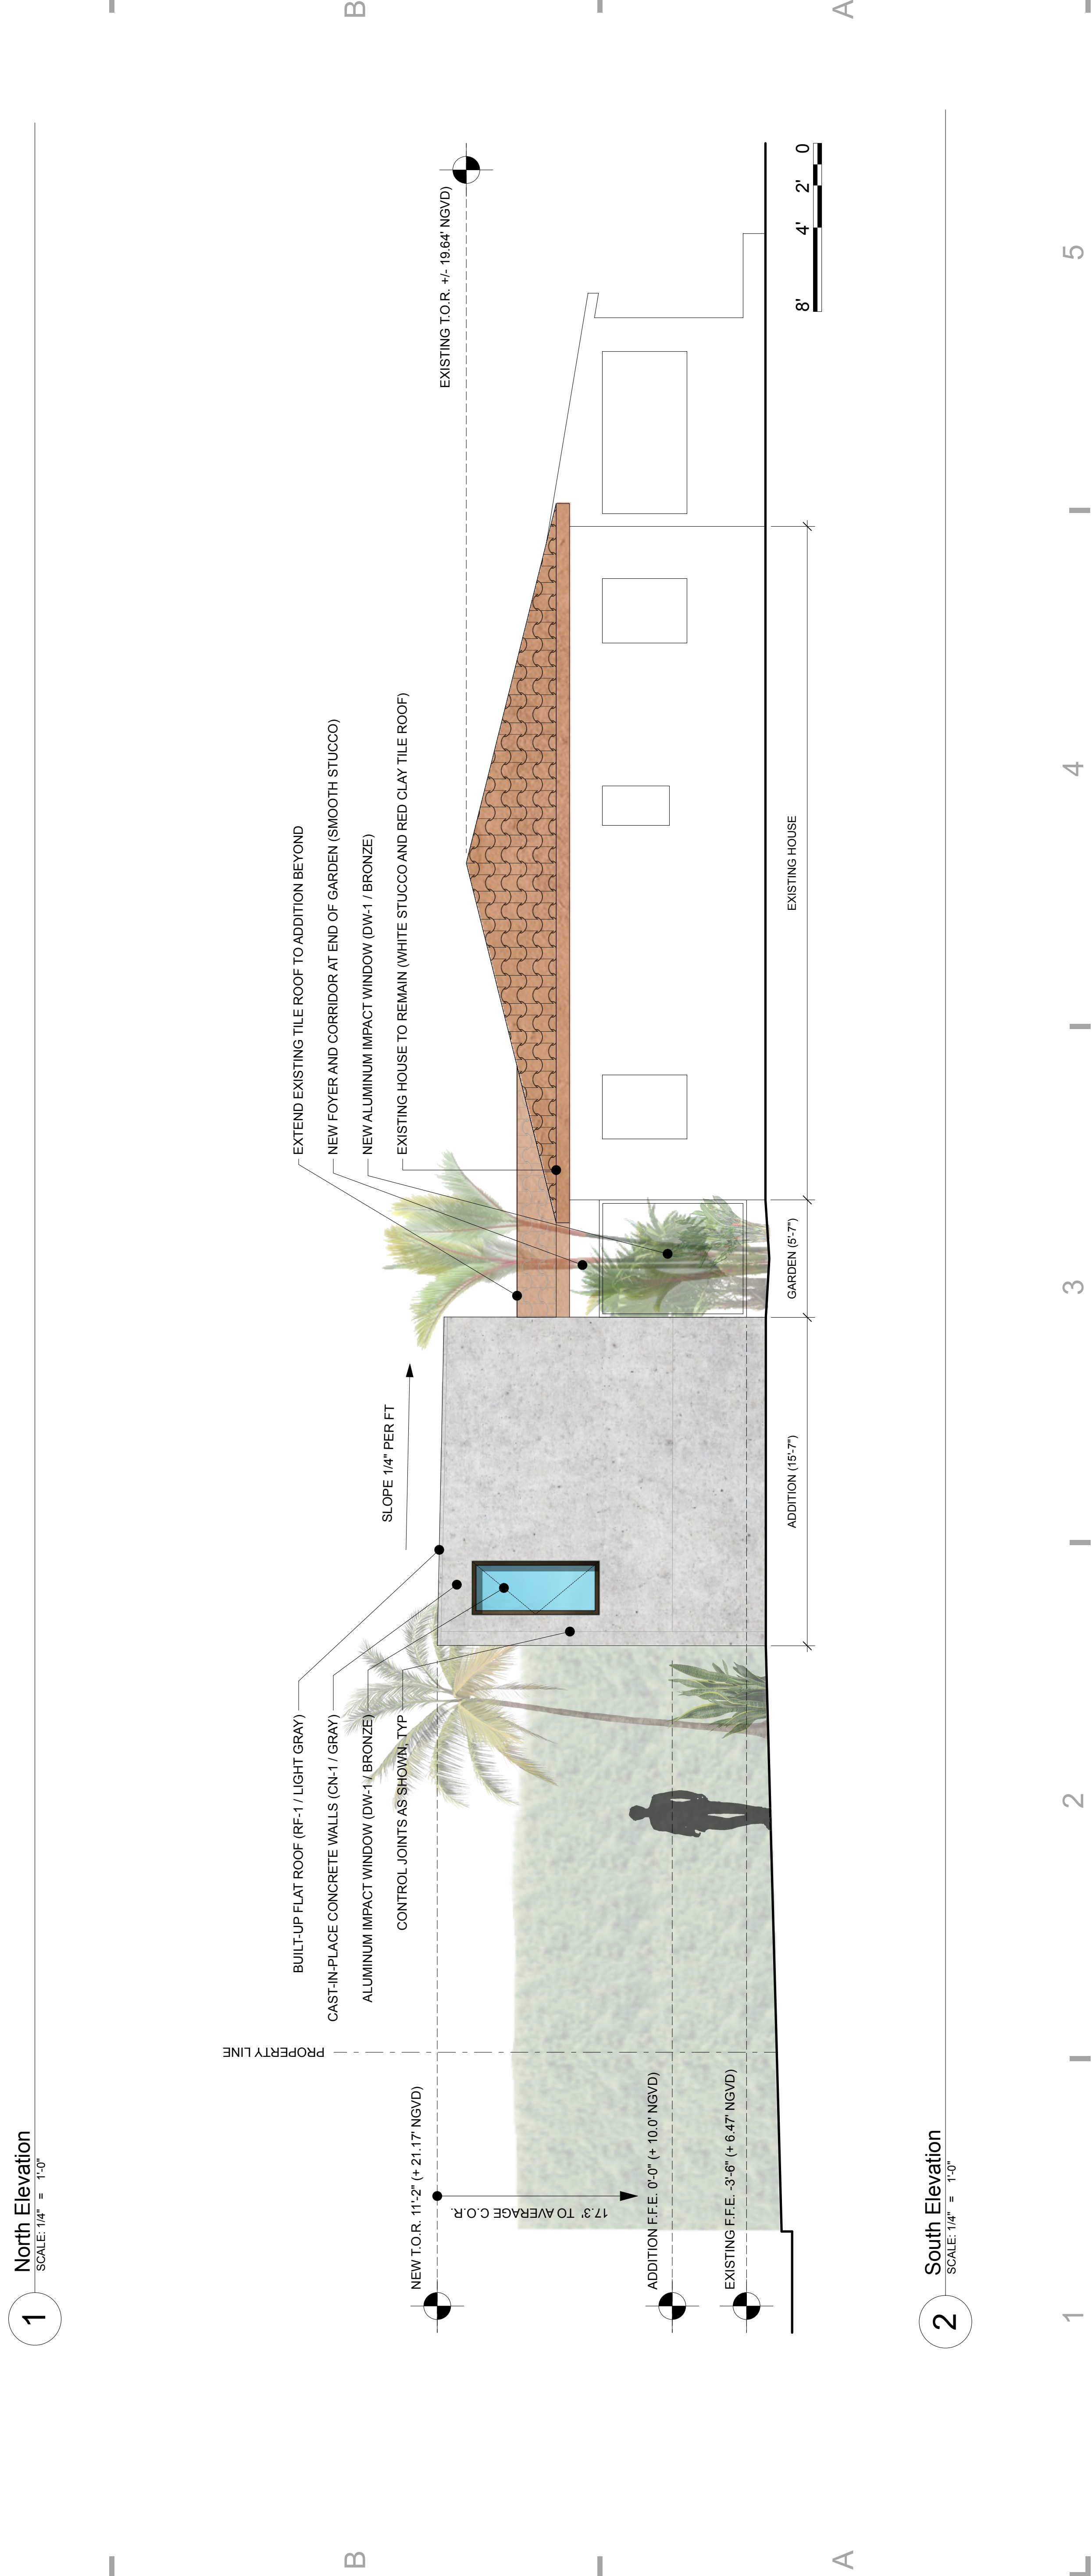 B
A
1
North Elevation
SCALE: 1/4" = 1'-0"
EXISTING T.O.R. +/- 19.64' NGVD)
EXTEND EXISTING TILE ROOF TO ADDITION BEYOND
NEW FOYER AND CORRIDOR AT END OF GARDEN (SMOOTH STUCCO)
NEW ALUMINUM IMPACT WINDOW (DW-1 / BRONZE)
EXISTING HOUSE TO REMAIN (WHITE STUCCO AND RED CLAY TILE ROOF)
SLOPE 1/4" PER FT
BUILT-UP FLAT ROOF (RF-1 / LIGHT GRAY)
CAST-IN-PLACE CONCRETE WALLS (CN-1 / GRAY)
ALUMINUM IMPACT WINDOW (DW-1 / BRONZE)
CONTROL JOINTS AS SHOWN, TYP
PROPERTY LINE
NEW T.O.R. 11'-2" (+ 21.17' NGVD)
17.3' TO AVERAGE C.O.R.
ADDITION F.F.E. 0'-0" (+ 10.0' NGVD)
EXISTING F.F.E. -3'-6" (+ 6.47' NGVD)
ADDITION (15'-7")
GARDEN (5'-7")
EXISTING HOUSE
8'
4'
2'
0
2
South Elevation
SCALE: 1/4" = 1'-0"
1
2
3
4
5
B
A